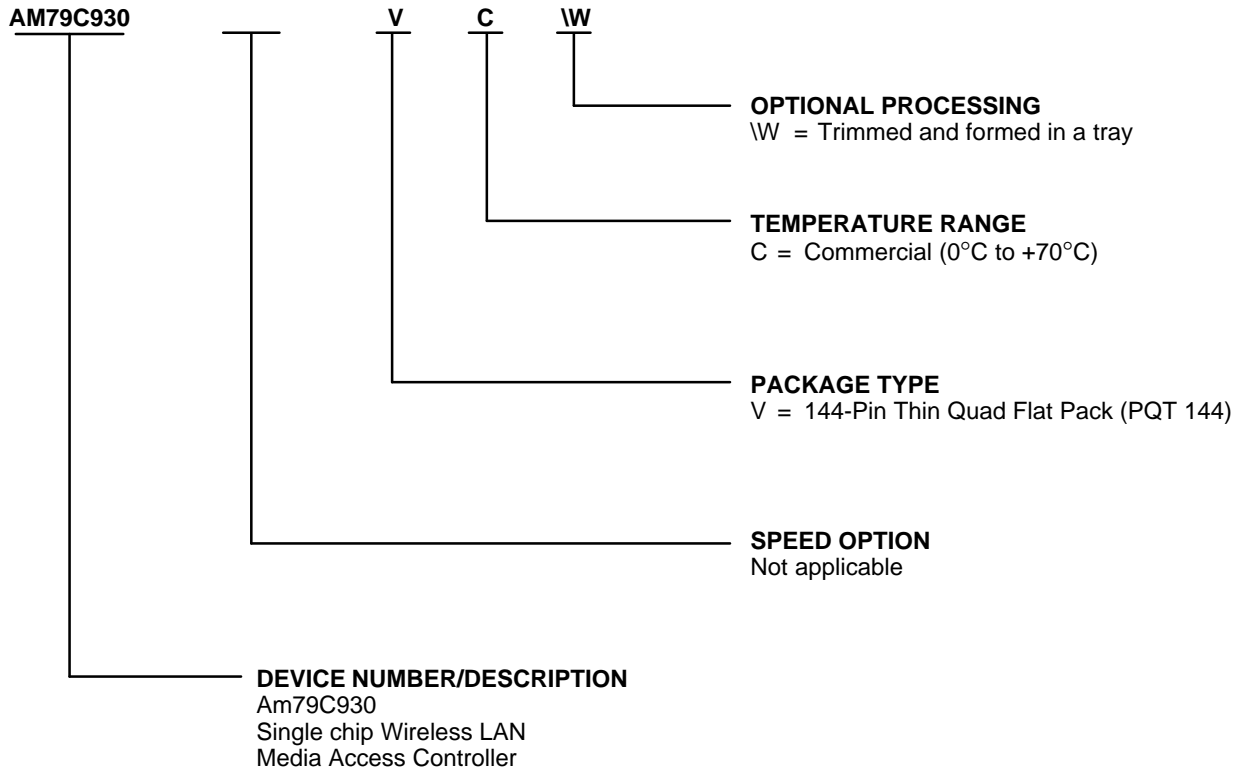 AM79C930 V C \W
OPTIONAL PROCESSING
\W = Trimmed and formed in a tray
TEMPERATURE RANGE
C = Commercial (0°C to +70°C)
PACKAGE TYPE
V = 144-Pin Thin Quad Flat Pack (PQT 144)
SPEED OPTION
Not applicable
DEVICE NUMBER/DESCRIPTION
Am79C930
Single chip Wireless LAN
Media Access Controller